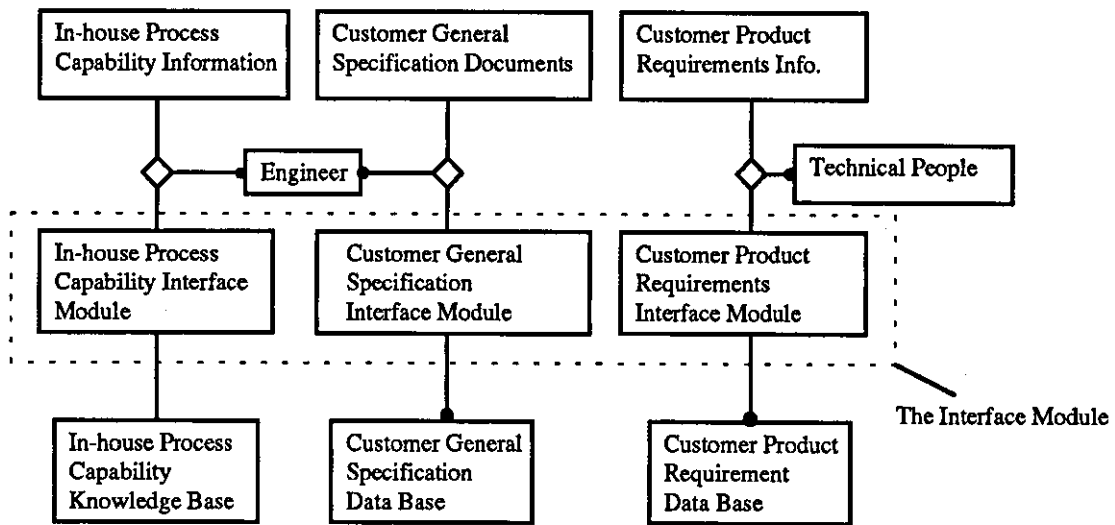 In-house Process
Capability Information
Customer General
Specification Documents
Customer Product
Requirements Info.
Engineer
Technical People
In-house Process
Capability Interface
Module
Customer General
Specification
Interface Module
Customer Product
Requirements
Interface Module
The Interface Module
In-house Process
Capability
Knowledge Base
Customer General
Specification
Data Base
Customer Product
Requirement
Data Base